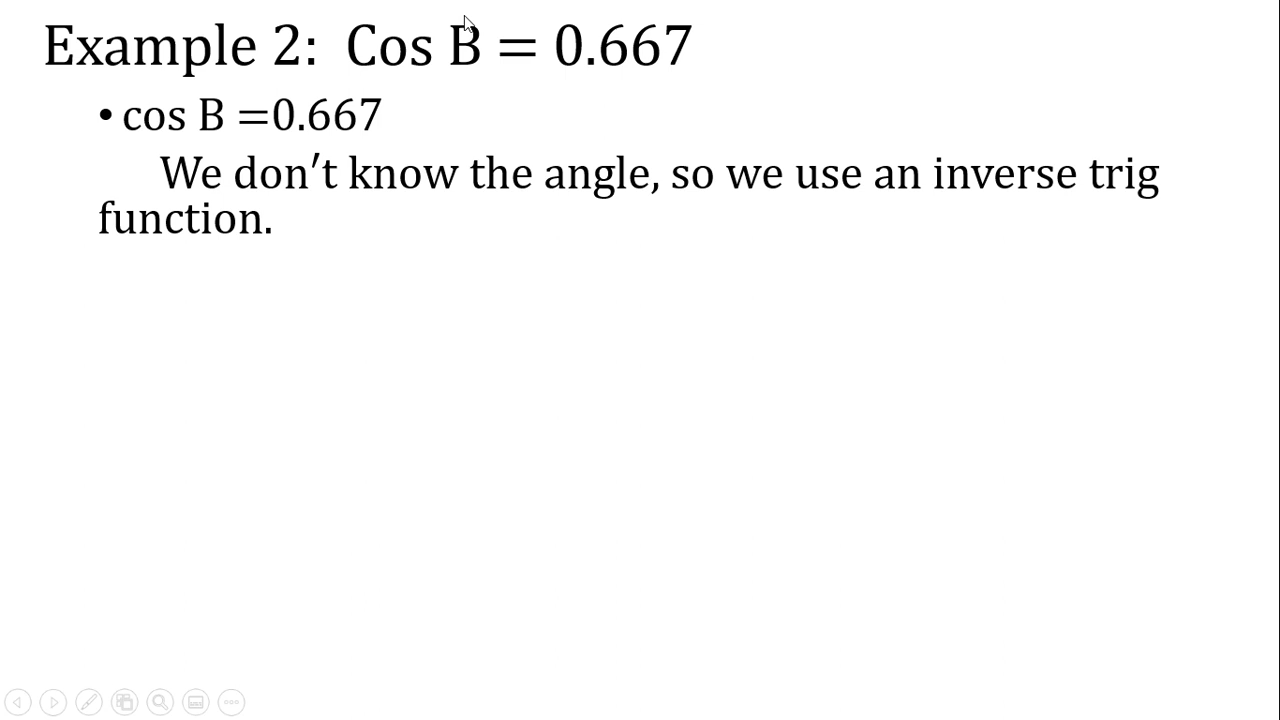 Example 2: Cos B = 0.667
• cos B =0.667
We don't know the angle, so we use an inverse trig
function.